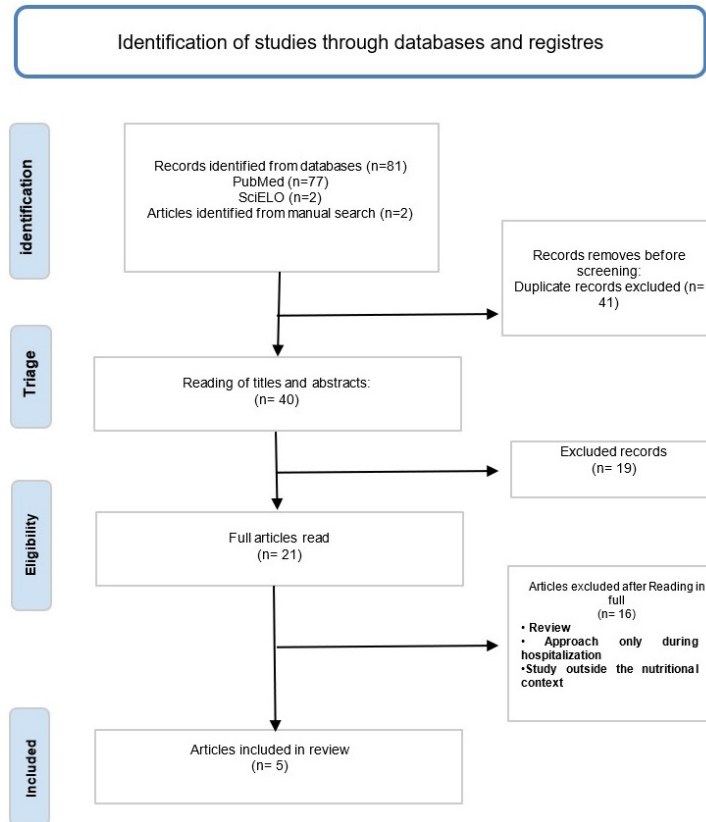 Identification of studies through databases and registres
identification
Records identified from databases (n=81)
PubMed (n=77)
SciELO (n=2)
Articles identified from manual search (n=2)
Records removes before
screening:
Duplicate records excluded (n=
41)
Triage
Reading of titles and abstracts:
(n= 40)
Excluded records
(n= 19)
Eligibility
Full articles read
(n= 21)
Articles excluded after Reading in
full
(n= 16)
• Review
• Approach only during
hospitalization
•Study outside the nutritional
context
Included
Articles included in review
(n= 5)